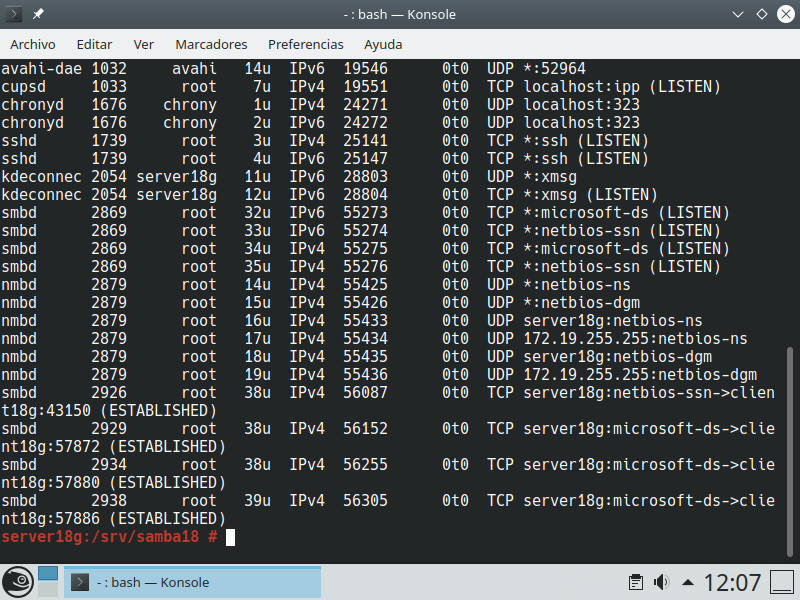 - : bash — Konsole
Archivo Editar Ver Marcadores Preferencias Ayuda
avahi-dae 1032 avahi 14u IPv6 19546 0t0 UDP *:52964
cupsd 1033 root 7u IPv4 19551 0t0 TCP localhost:ipp (LISTEN)
chronyd 1676 chrony 1u IPv4 24271 0t0 UDP localhost:323
chronyd 1676 chrony 2u IPv6 24272 0t0 UDP localhost:323
sshd 1739 root 3u IPv4 25141 0t0 TCP *:ssh (LISTEN)
sshd 1739 root 4u IPv6 25147 0t0 TCP *:ssh (LISTEN)
kdeconnec 2054 server18g 11u IPv6 28803 0t0 UDP *:xmsg
kdeconnec 2054 server18g 12u IPv6 28804 0t0 TCP *:xmsg (LISTEN)
smbd 2869 root 32u IPv6 55273 0t0 TCP *:microsoft-ds (LISTEN)
smbd 2869 root 33u IPv6 55274 0t0 TCP *:netbios-ssn (LISTEN)
smbd 2869 root 34u IPv4 55275 0t0 TCP *:microsoft-ds (LISTEN)
smbd 2869 root 35u IPv4 55276 0t0 TCP *:netbios-ssn (LISTEN)
nmbd 2879 root 14u IPv4 55425 0t0 UDP *:netbios-ns
nmbd 2879 root 15u IPv4 55426 0t0 UDP *:netbios-dgm
nmbd 2879 root 16u IPv4 55433 0t0 UDP server18g:netbios-ns
nmbd 2879 root 17u IPv4 55434 0t0 UDP 172.19.255.255:netbios-ns
nmbd 2879 root 18u IPv4 55435 0t0 UDP server18g:netbios-dgm
nmbd 2879 root 19u IPv4 55436 0t0 UDP 172.19.255.255:netbios-dgm
smbd 2926 root 38u IPv4 56087 0t0 TCP server18g:netbios-ssn->clien
t18g:43150 (ESTABLISHED)
smbd 2929 root 38u IPv4 56152 0t0 TCP server18g:microsoft-ds->clie
nt18g:57872 (ESTABLISHED)
smbd 2934 root 38u IPv4 56255 0t0 TCP server18g:microsoft-ds->clie
nt18g:57880 (ESTABLISHED)
smbd 2938 root 39u IPv4 56305 0t0 TCP server18g:microsoft-ds->clie
nt18g:57886 (ESTABLISHED)
server18g:/srv/samba18 #
- : bash — Konsole
12:07